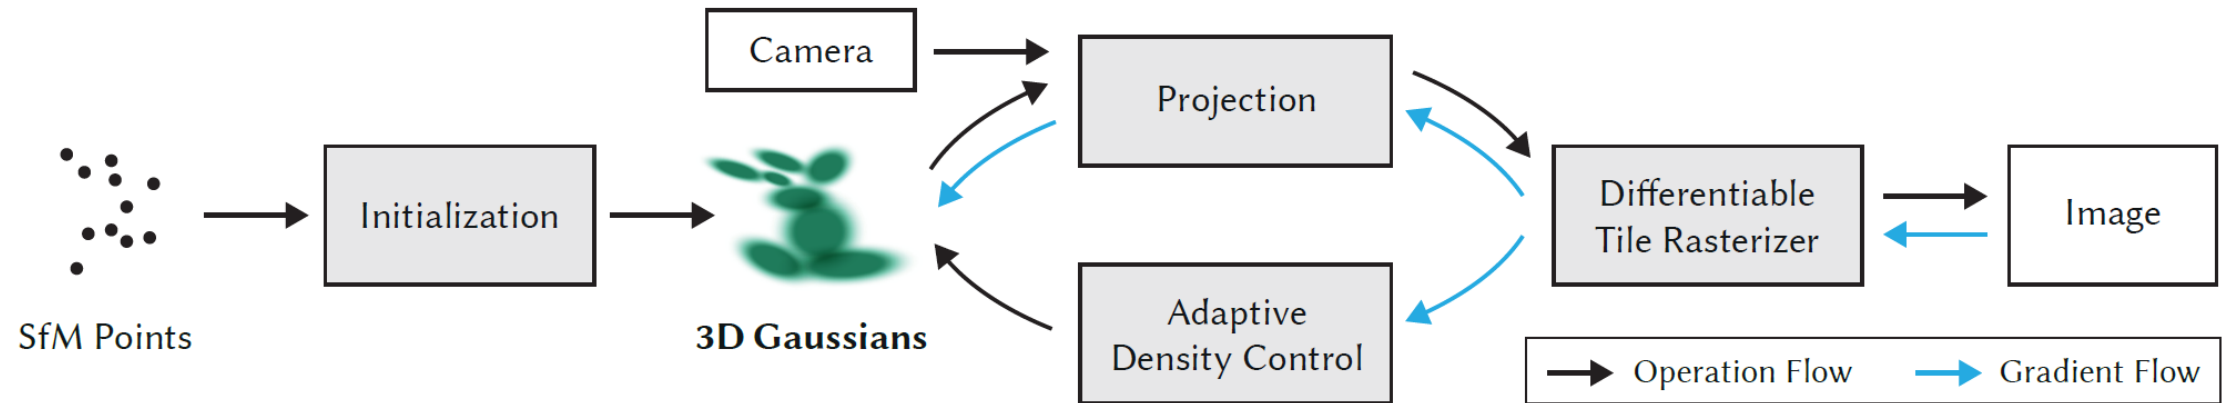 Camera
Projection
Initialization
Differentiable
Tile Rasterizer
Image
SfM Points
3D Gaussians
Adaptive
Density Control
Operation Flow
Gradient Flow